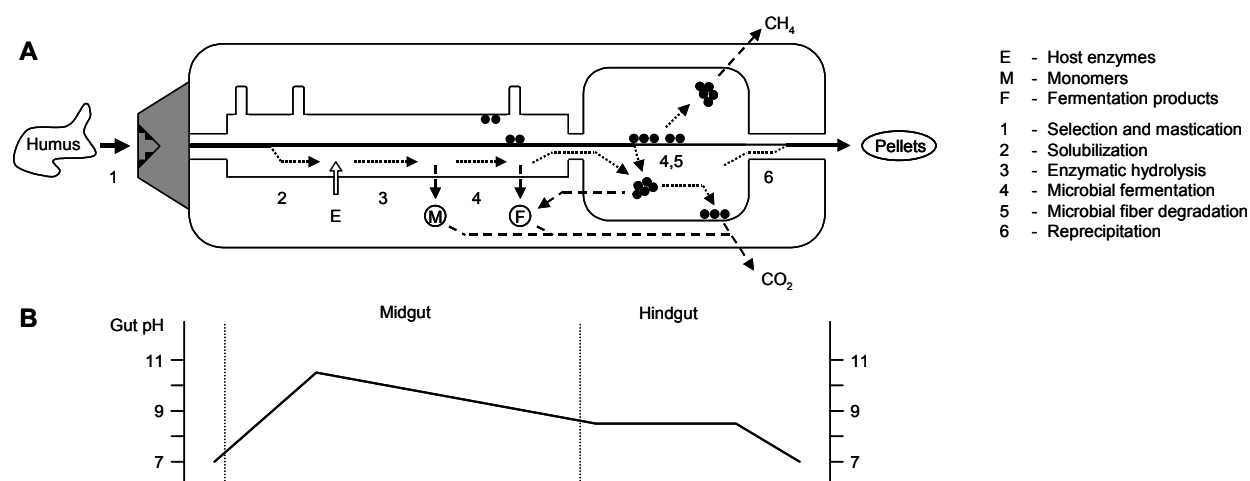 A
CH4
E - Host enzymes
M - Monomers
F - Fermentation products
1 - Selection and mastication
2 - Solubilization
3 - Enzymatic hydrolysis
4 - Microbial fermentation
5 - Microbial fiber degradation
6 - Reprecipitation
Humus
Pellets
1
2
E
3
M
4
F
4,5
6
CO2
B
Gut pH
Midgut
Hindgut
11
9
7
11
9
7